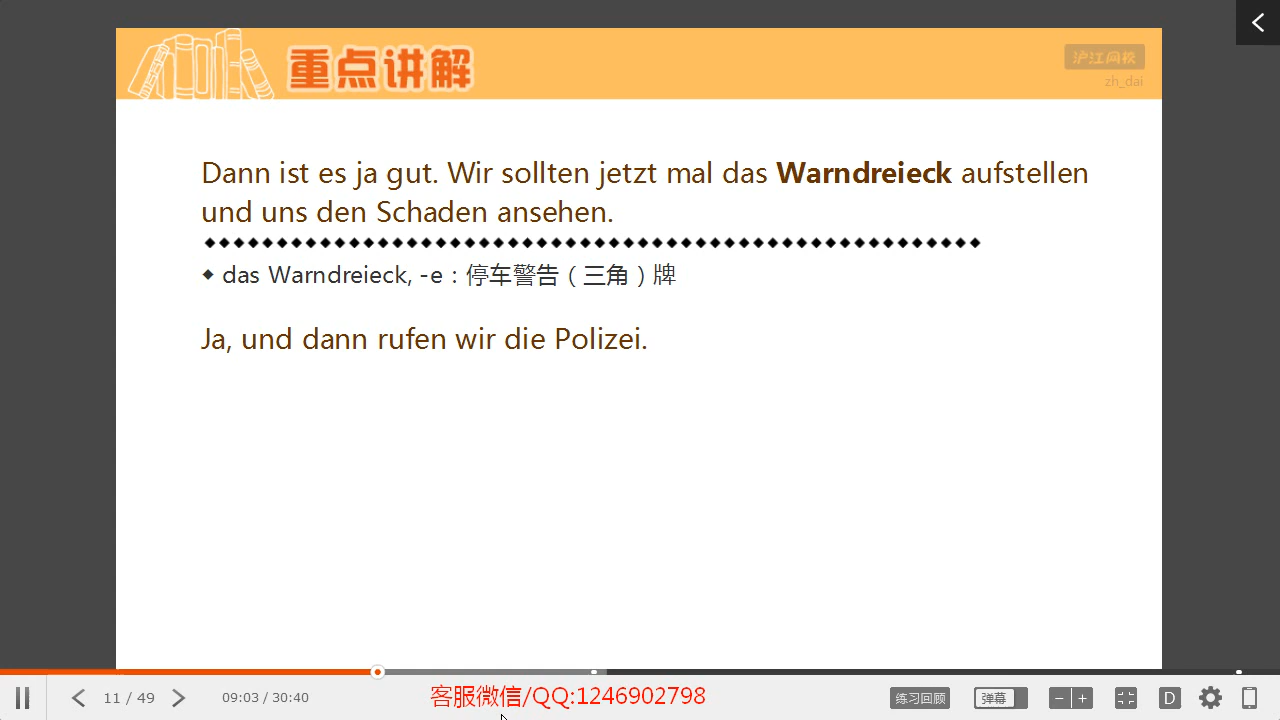 重点讲解
沪江网校
zh_dai
Dann ist es ja gut. Wir sollten jetzt mal das Warndreieck aufstellen
und uns den Schaden ansehen.
das Warndreieck, -e：停车警告（三角）牌
Ja, und dann rufen wir die Polizei.
11 / 49
09:03 / 30:40
客服微信/QQ:1246902798
练习回顾
弹幕
D